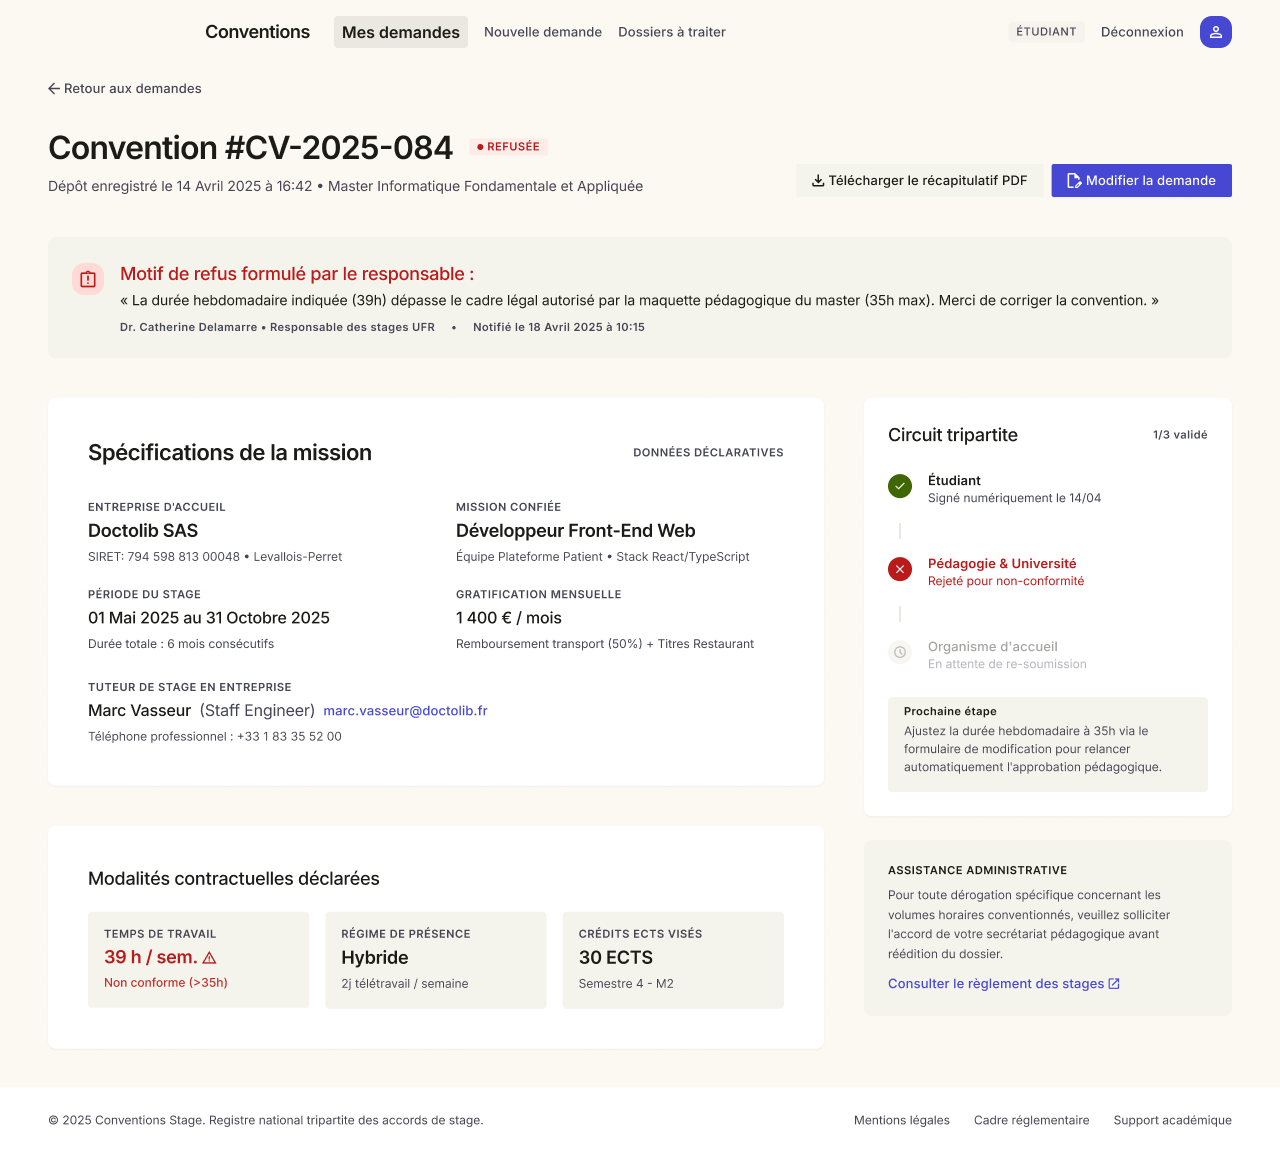 Conventions
Mes demandes
Nouvelle demande
Dossiers à traiter
ÉTUDIANT
Déconnexion
Retour aux demandes
Convention #CV-2025-084
REFUSÉE
Dépôt enregistré le 14 Avril 2025 à 16:42 • Master Informatique Fondamentale et Appliquée
Télécharger le récapitulatif PDF
Modifier la demande
Motif de refus formulé par le responsable :
« La durée hebdomadaire indiquée (39h) dépasse le cadre légal autorisé par la maquette pédagogique du master (35h max). Merci de corriger la convention. »
Dr. Catherine Delamarre • Responsable des stages UFR • Notifié le 18 Avril 2025 à 10:15
Spécifications de la mission
DONNÉES DÉCLARATIVES
ENTREPRISE D'ACCUEIL
Doctolib SAS
SIRET: 794 598 813 00048 • Levallois-Perret
MISSION CONFIÉE
Développeur Front-End Web
Équipe Plateforme Patient • Stack React/TypeScript
PÉRIODE DU STAGE
01 Mai 2025 au 31 Octobre 2025
Durée totale : 6 mois consécutifs
GRATIFICATION MENSUELLE
1 400 € / mois
Remboursement transport (50%) + Titres Restaurant
TUTEUR DE STAGE EN ENTREPRISE
Marc Vasseur (Staff Engineer) marc.vasseur@doctolib.fr
Téléphone professionnel : +33 1 83 35 52 00
Modalités contractuelles déclarées
TEMPS DE TRAVAIL
39 h / sem.
Non conforme (>35h)
RÉGIME DE PRÉSENCE
Hybride
2j télétravail / semaine
CRÉDITS ECTS VISÉS
30 ECTS
Semestre 4 - M2
Circuit tripartite
1/3 validé
Étudiant
Signé numériquement le 14/04
Pédagogie & Université
Rejeté pour non-conformité
Organisme d'accueil
En attente de re-soumission
Prochaine étape
Ajustez la durée hebdomadaire à 35h via le
formulaire de modification pour relancer
automatiquement l'approbation pédagogique.
ASSISTANCE ADMINISTRATIVE
Pour toute dérogation spécifique concernant les
volumes horaires conventionnés, veuillez solliciter
l'accord de votre secrétariat pédagogique avant
réédition du dossier.
Consulter le règlement des stages
© 2025 Conventions Stage. Registre national tripartite des accords de stage.
Mentions légales
Cadre réglementaire
Support académique